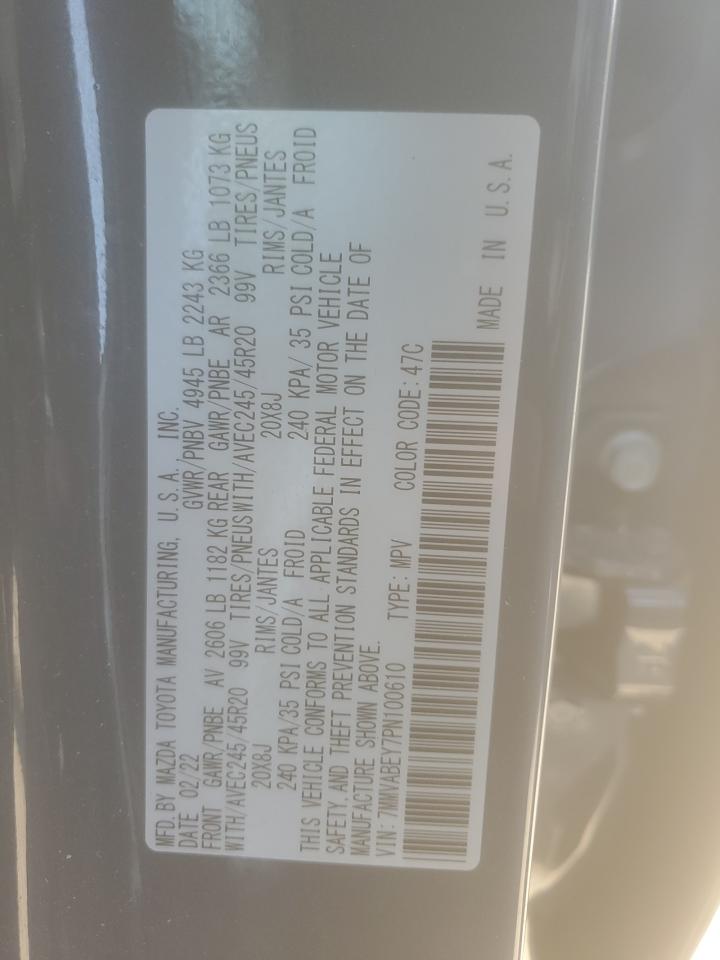 MFD.BY MAZDA TOYOTA MANUFACTURING, U.S.A., INC.
DATE 02/22 GVWR/PNBV 4945 LB 2243 KG
FRONT GAWR/PNBE AV 2606 LB 1182 KG REAR GAWR/PNBE AR 2366 LB 1073 KG
WITH/AVEC245/45R20 99V TIRES/PNEUSWITH/AVEC245/45R20 99V TIRES/PNEUS
20X8J RIMS/JANTES 20X8J RIMS/JANTES
240 KPA/35 PSI COLD/A FROID 240 KPA/ 35 PSI COLD/A FROID
THIS VEHICLE CONFORMS TO ALL APPLICABLE FEDERAL MOTOR VEHICLE
SAFETY,AND THEFT PREVENTION STANDARDS IN EFFECT ON THE DATE OF
MANUFACTURE SHOWN ABOVE.
VIN:7MMVABEY7PN100610 TYPE:MPV COLOR CODE:47C
MADE IN U.S.A.